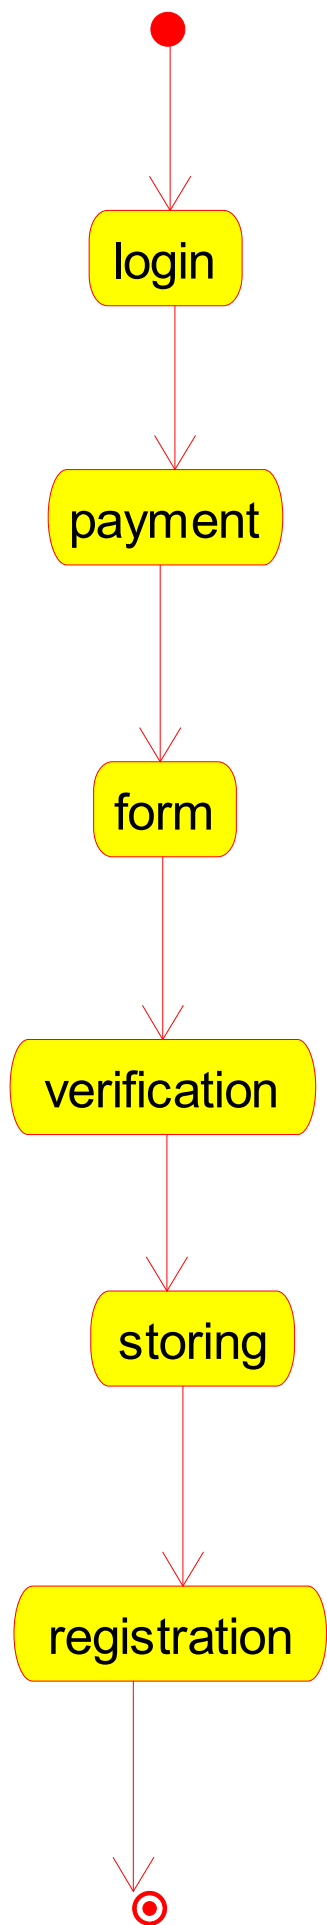 login
payment
form
verification
storing
registration